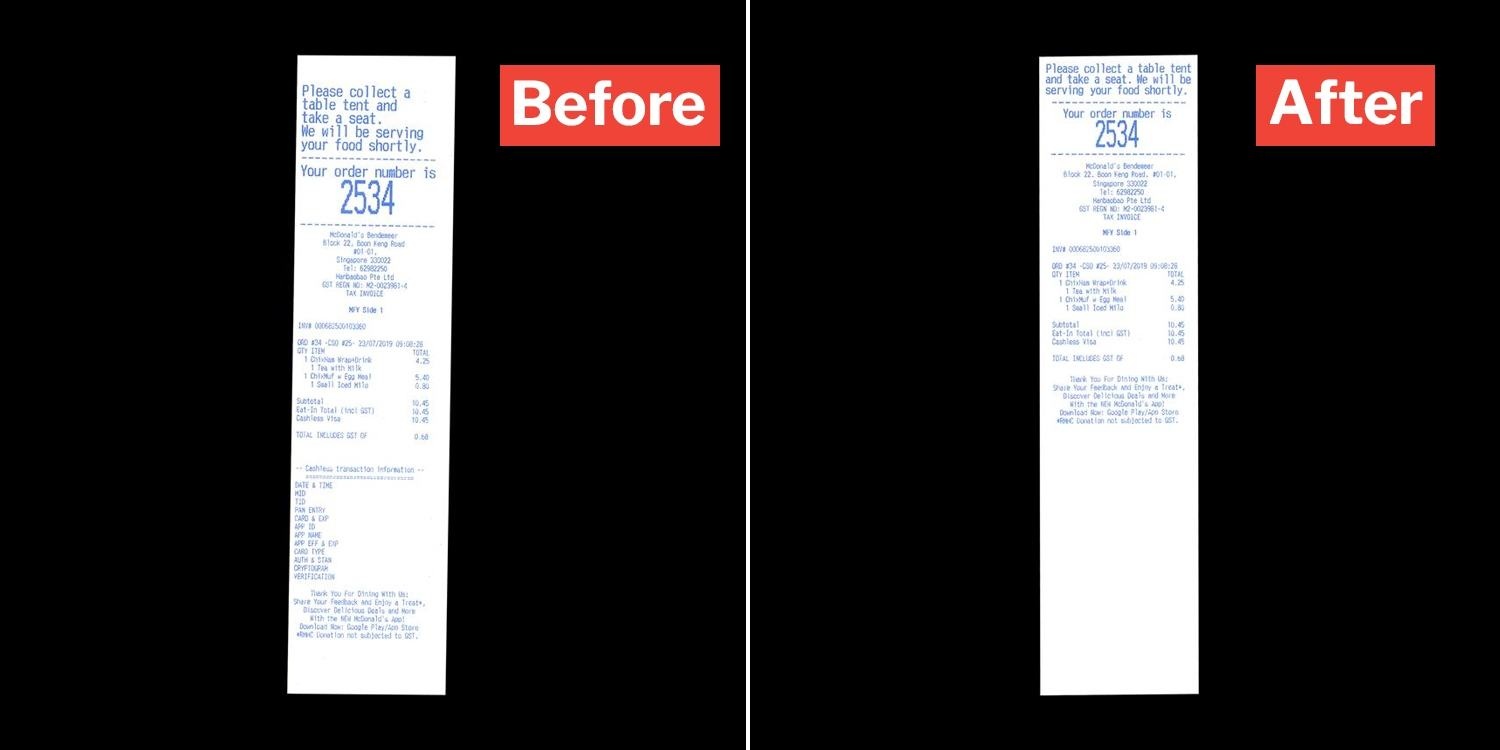 Before
Please collect a
table tent and
take a seat.
We will be serving
your food shortly.
Your order number is
2534
McDonald's Bendemeer
Block 22, Boon Keng Road
#01-01,
Singapore 330022
Tel: 62982250
Hanbaobao Pte Ltd
GST REGN NO: M2-0023981-4
TAX INVOICE
MFY Side 1
INV# 000682500103360
ORD #34 -CSO #25- 23/07/2019 09:08:26
QTY ITEM TOTAL
1 ChixHam Wrap+Drink 4.25
1 Tea with Milk
1 ChixMuf w Egg Meal 5.40
1 Small Iced Milo 0.80
Subtotal 10.45
Eat-In Total (incl GST) 10.45
Cashless Visa 10.45
TOTAL INCLUDES GST OF 0.68
-- Cashless transaction information --
DATE & TIME
MID
TID
PAN ENTRY
CARD & EXP
APP ID
APP NAME
APP EFF & EXP
CARD TYPE
AUTH & STAN
CRYPTOGRAM
VERIFICATION
Thank You For Dining With Us;
Share Your Feedback and Enjoy a Treat*,
Discover Delicious Deals and More
With the NEW McDonald's App!
Download Now: Google Play/App Store
*RMHC Donation not subjected to GST.
After
Please collect a table tent
and take a seat. We will be
serving your food shortly.
Your order number is
2534
McDonald's Bendemeer
Block 22, Boon Keng Road, #01-01,
Singapore 330022
Tel: 62982250
Hanbaobao Pte Ltd
GST REGN NO: M2-0023981-4
TAX INVOICE
MFY Side 1
INV# 000682500103360
ORD #34 -CSO #25- 23/07/2019 09:08:26
QTY ITEM TOTAL
1 ChixHam Wrap+Drink 4.25
1 Tea with Milk
1 ChixMuf w Egg Meal 5.40
1 Small Iced Milo 0.80
Subtotal 10.45
Eat-In Total (incl GST) 10.45
Cashless Visa 10.45
TOTAL INCLUDES GST OF 0.68
Thank You For Dining With Us;
Share Your Feedback and Enjoy a Treat*,
Discover Delicious Deals and More
With the NEW McDonald's App!
Download Now: Google Play/App Store
*RMHC Donation not subjected to GST.